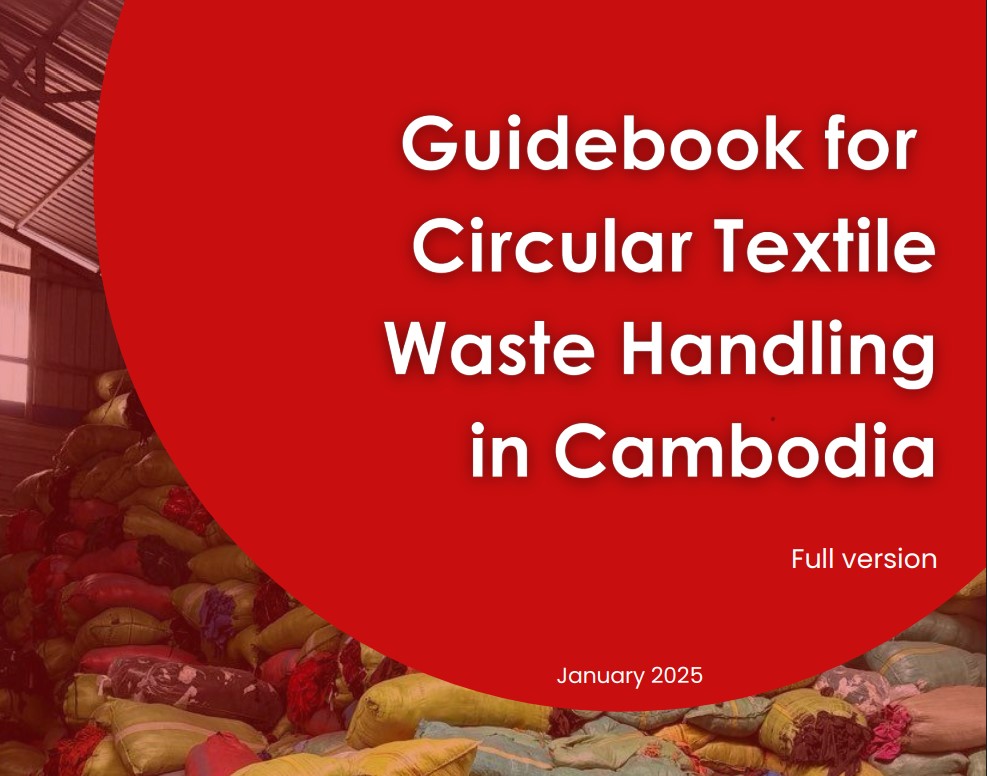 Guidebook for
Circular Textile
Waste Handling
in Cambodia
Full version
January 2025